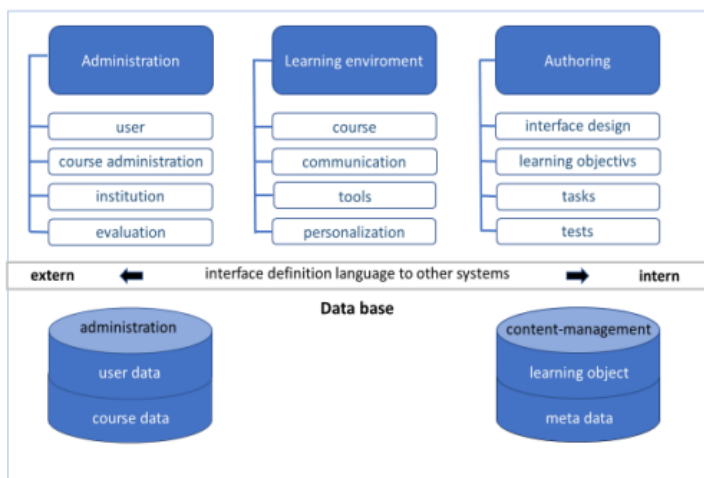 Administration
Learning enviroment
Authoring
user
course
interface design
course administration
communication
learning objectivs
institution
tools
tasks
evaluation
personalization
tests
extern
interface definition language to other systems
intern
Data base
administration
content-management
user data
learning object
course data
meta data